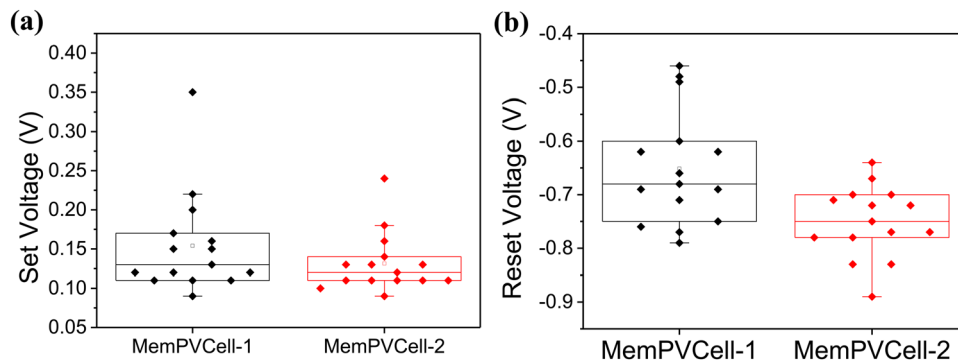 (a)
Set Voltage (V)
0.40
0.35
0.30
0.25
0.20
0.15
0.10
0.05
MemPVCell-1 MemPVCell-2
(b)
Reset Voltage (V)
-0.4
-0.5
-0.6
-0.7
-0.8
-0.9
MemPVCell-1 MemPVCell-2